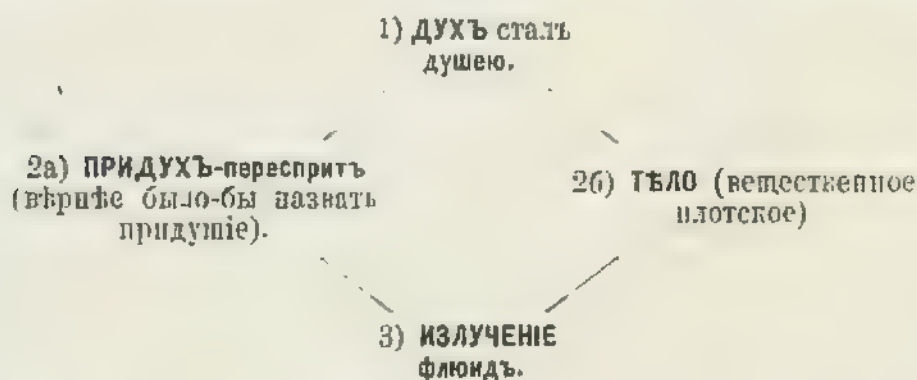 1) ДУХЪ сталъ
душею.
2а) ПРИДУХЪ-переспритъ
(вѣрнѣе было-бы назвать
придушіе).
2б) ТѢЛО (вещественное
плотское)
3) ИЗЛУЧЕНІЕ
флюидъ.